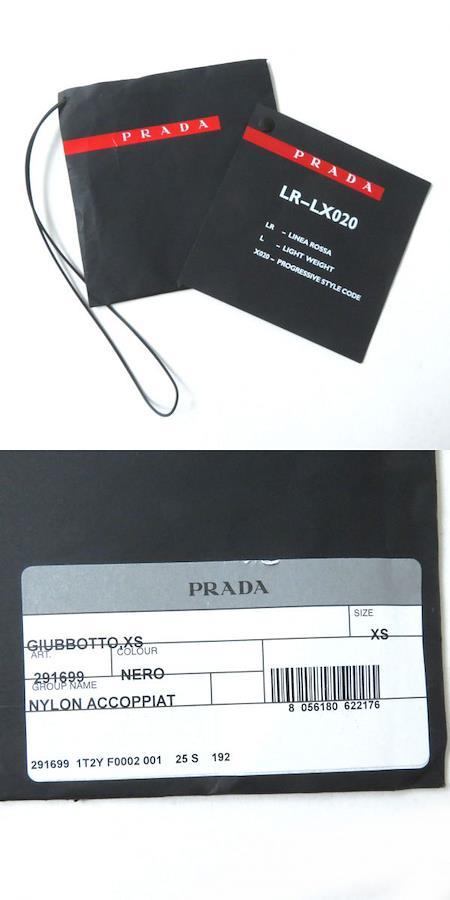 PRADA
PRADA
LR-LX020
LR - LINEA ROSSA
L - LIGHT WEIGHT
X020 - PROGRESSIVE STYLE CODE
PRADA
SIZE
GIUBBOTTO,XS XS
ART. COLOUR
291699 NERO
GROUP NAME
NYLON ACCOPPIAT
8 056180 622176
291699 1T2Y F0002 001 25 S 192